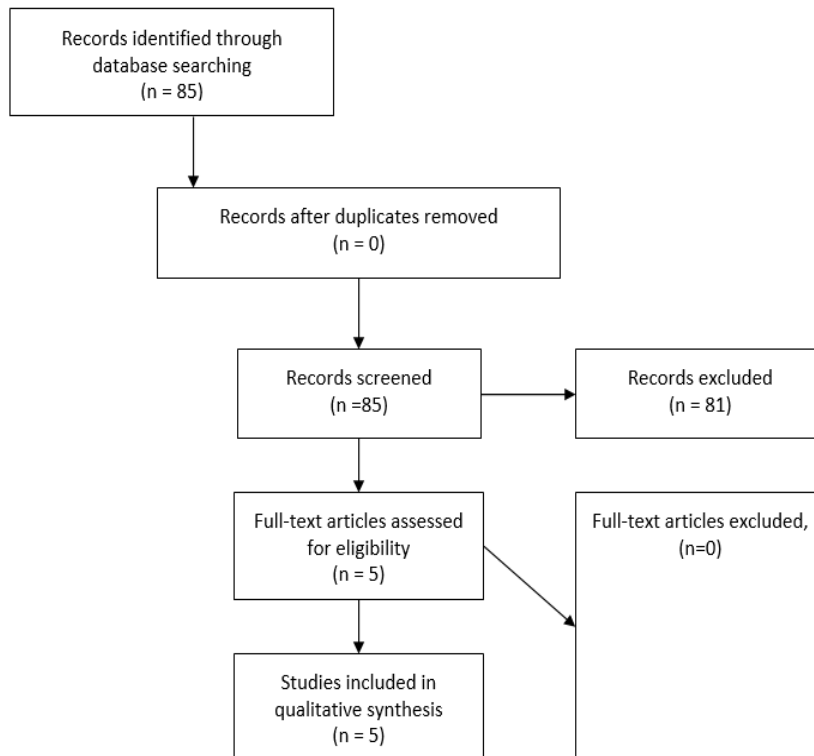 Records identified through
database searching
(n = 85)
Records after duplicates removed
(n = 0)
Records screened
(n =85)
Records excluded
(n = 81)
Full-text articles assessed
for eligibility
(n = 5)
Full-text articles excluded,
(n=0)
Studies included in
qualitative synthesis
(n = 5)